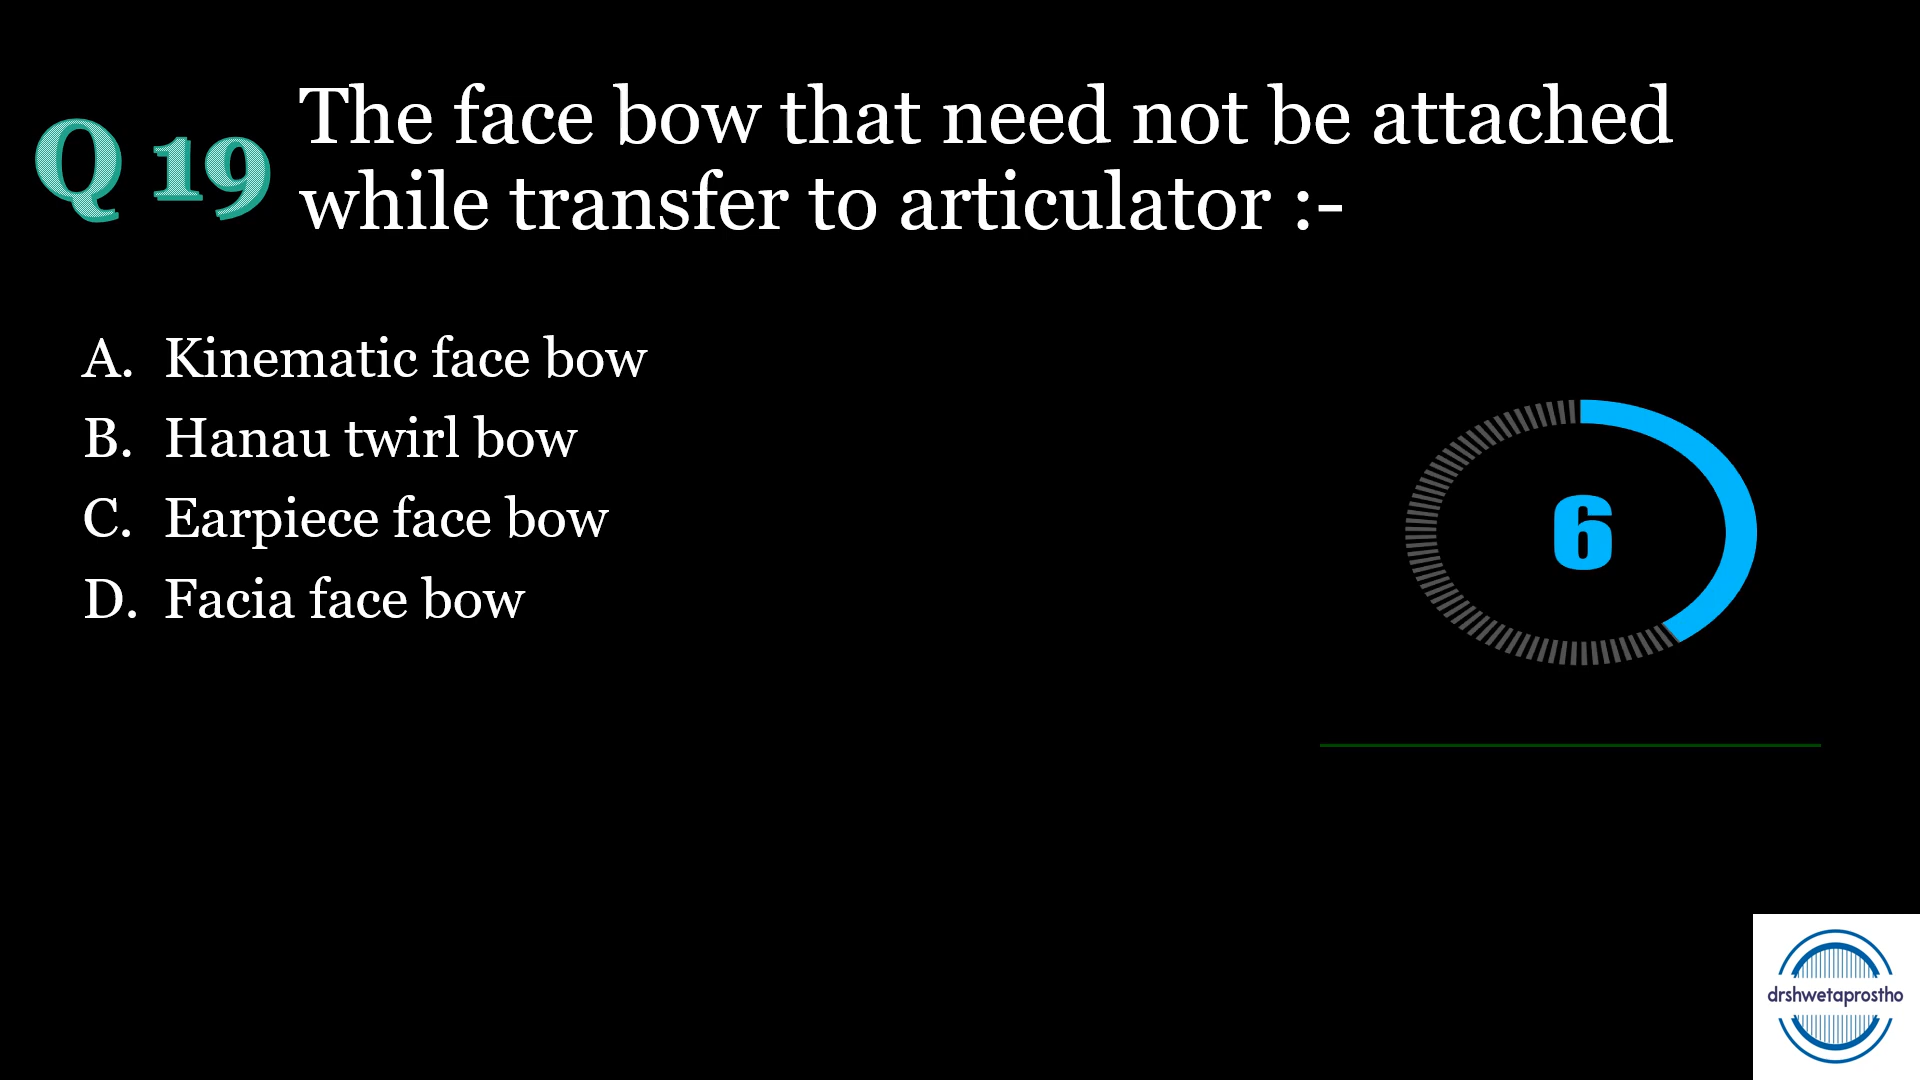 Q 19
The face bow that need not be attached
while transfer to articulator :-
A. Kinematic face bow
B. Hanau twirl bow
C. Earpiece face bow
D. Facia face bow
6
drshwetaprostho